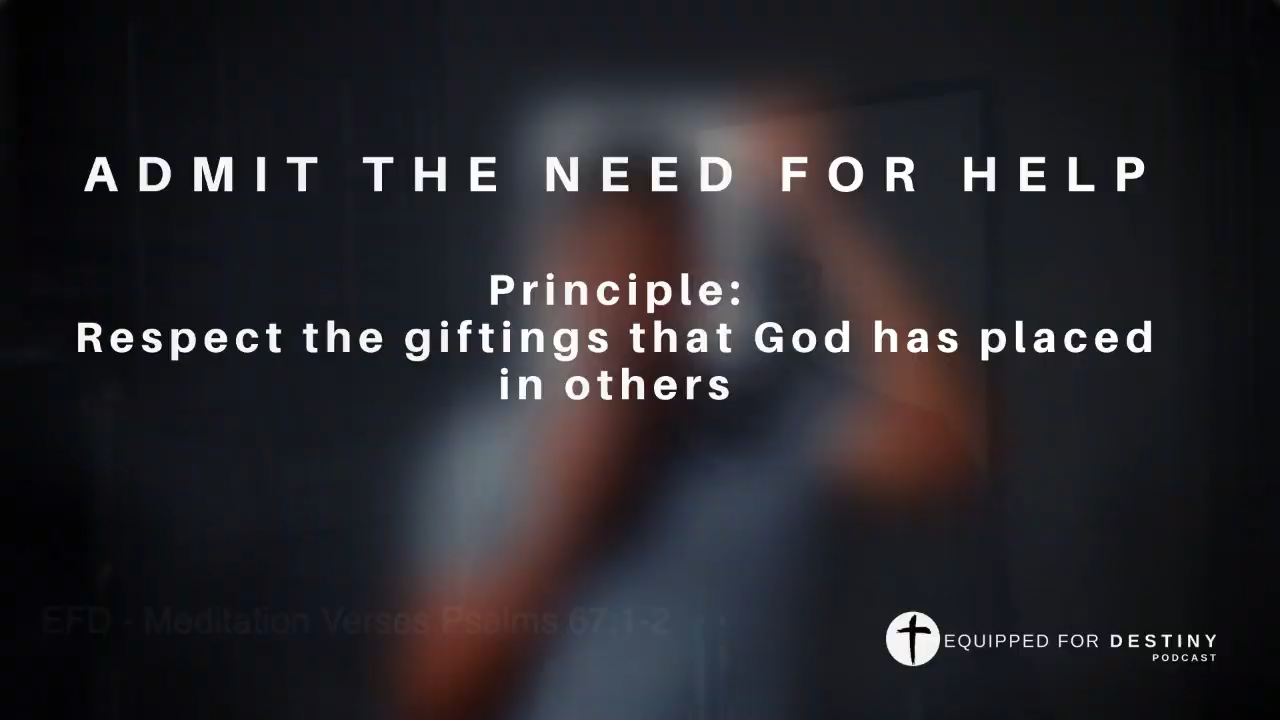 ADMIT THE NEED FOR HELP
Principle:
Respect the giftings that God has placed
in others
EFD - Meditation Verses Psalms 67:1-2
EQUIPPED FOR DESTINY
PODCAST